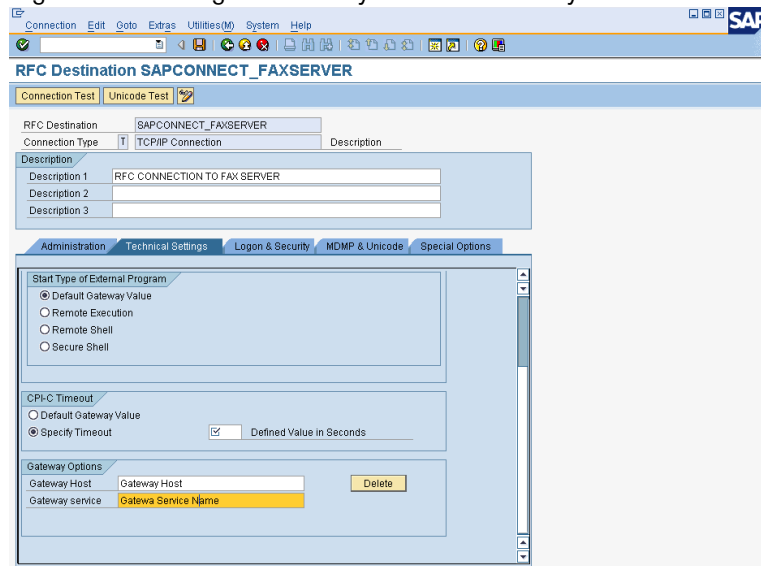 Connection Edit Goto Extras Utilities(M) System Help
SAP
RFC Destination SAPCONNECT_FAXSERVER
Connection Test Unicode Test
RFC Destination SAPCONNECT_FAXSERVER
Connection Type T TCP/IP Connection Description
Description
Description 1 RFC CONNECTION TO FAX SERVER
Description 2
Description 3
Administration Technical Settings Logon & Security MDMP & Unicode Special Options
Start Type of External Program
Default Gateway Value
Remote Execution
Remote Shell
Secure Shell
CPI-C Timeout
Default Gateway Value
Specify Timeout Defined Value in Seconds
Gateway Options
Gateway Host Gateway Host Delete
Gateway service Gatewa Service Name